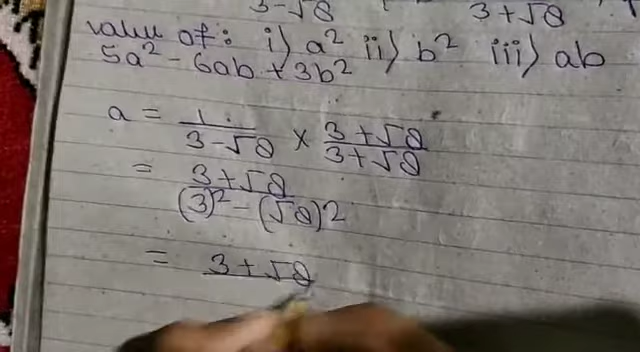 3-√8 3+√8
value of: i) a² ii) b² iii) ab
5a² - 6ab + 3b²
a = 1/(3-√8) × (3+√8)/(3+√8)
= (3+√8)/((3)²-(√8)2)
= 3+√8